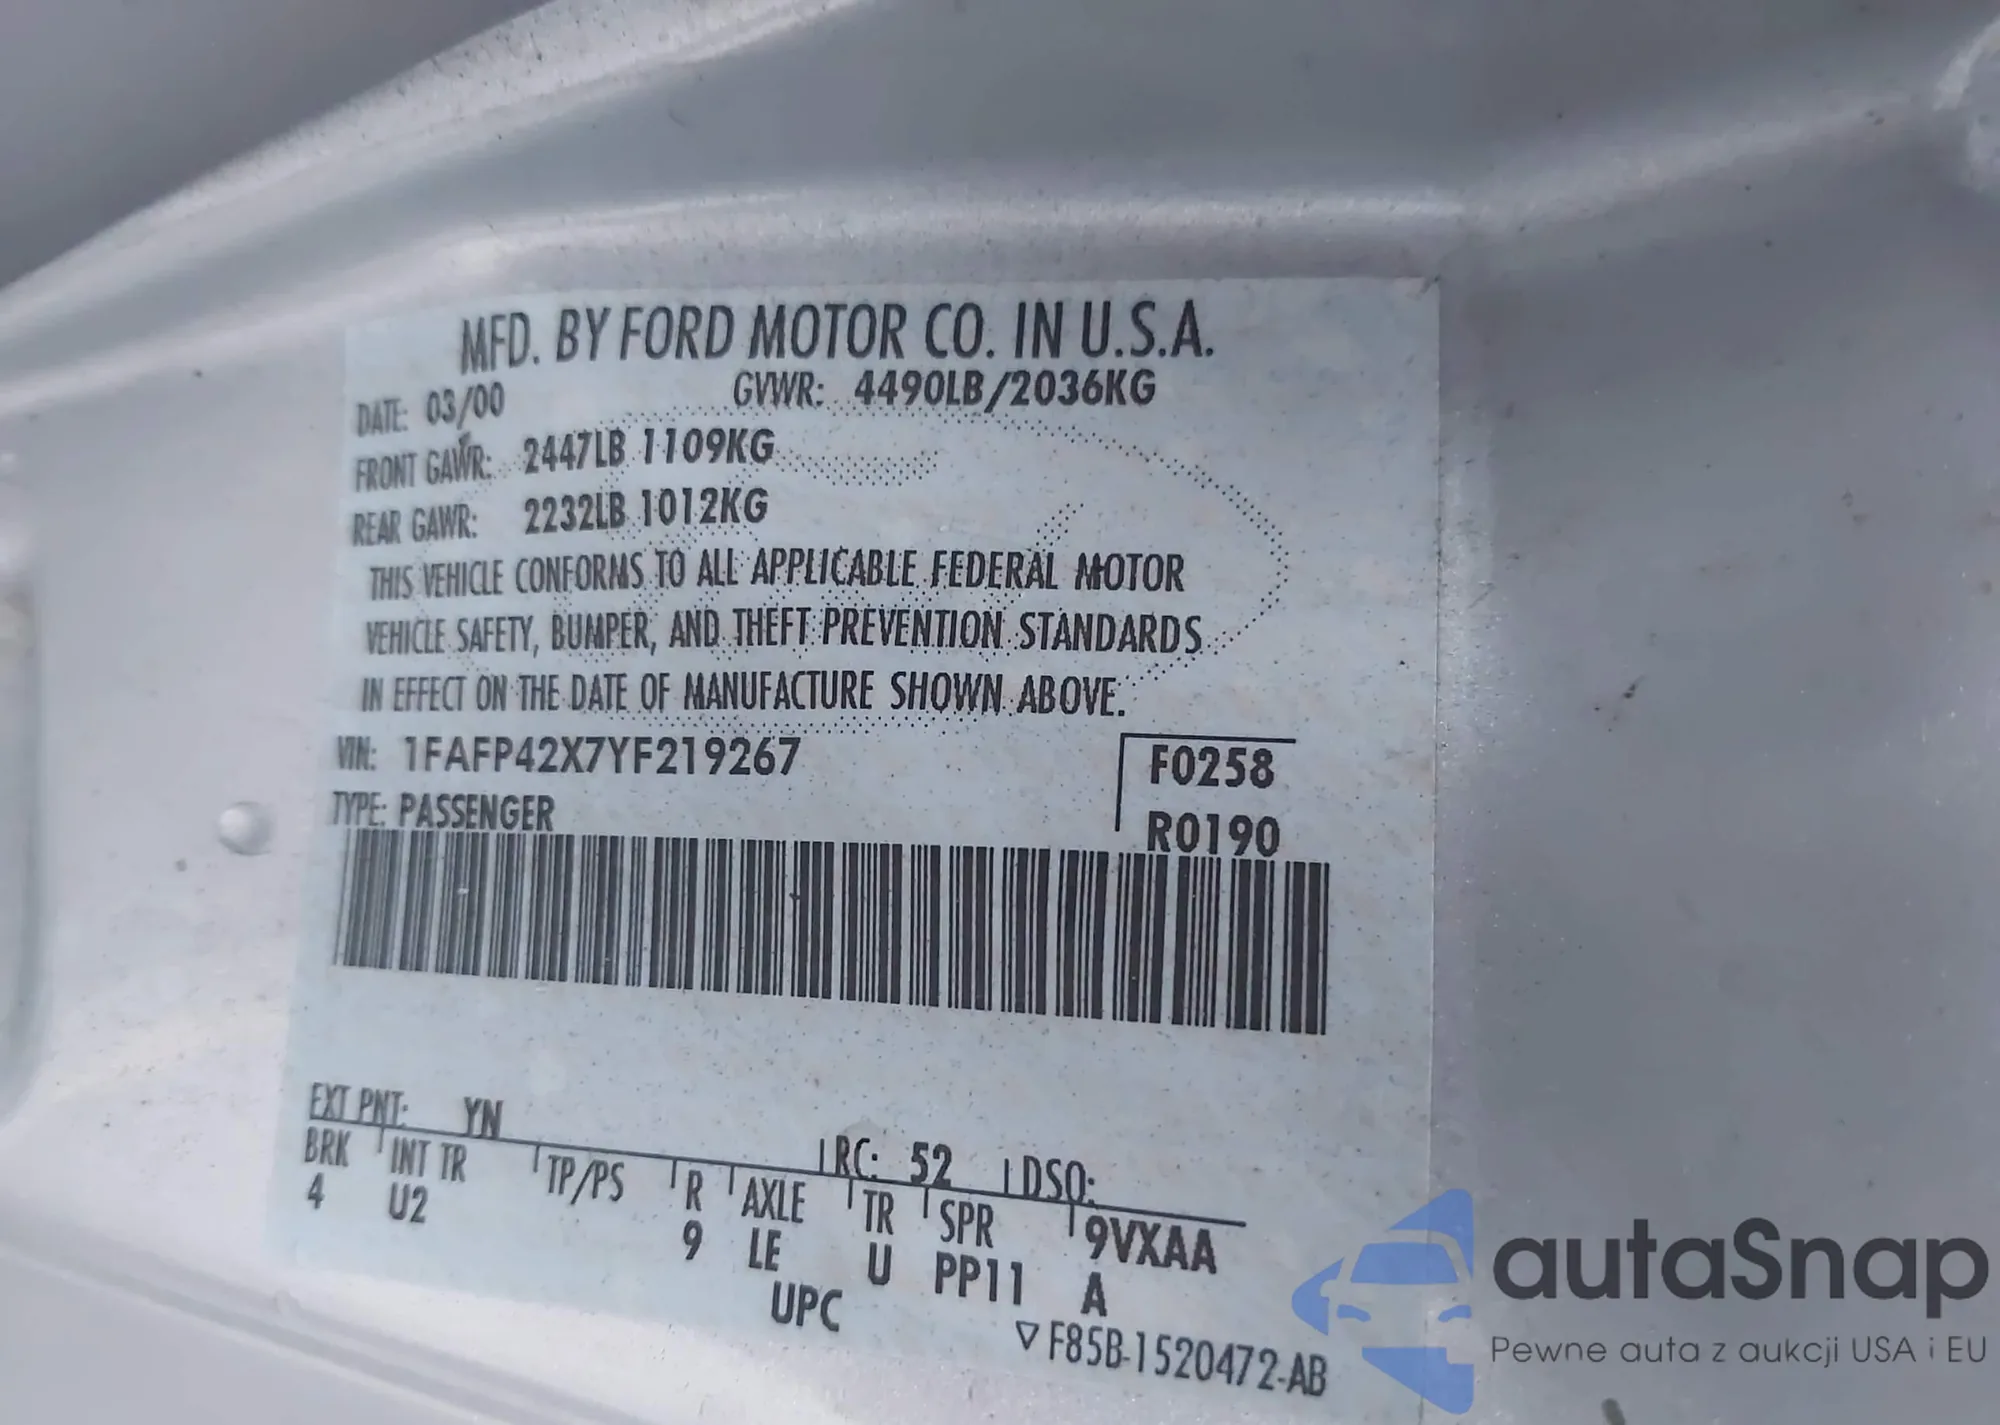 MFD. BY FORD MOTOR CO. IN U.S.A.
DATE: 03/00 GVWR: 4490LB/2036KG
FRONT GAWR: 2447LB 1109KG
REAR GAWR: 2232LB 1012KG
THIS VEHICLE CONFORMS TO ALL APPLICABLE FEDERAL MOTOR
VEHICLE SAFETY, BUMPER, AND THEFT PREVENTION STANDARDS
IN EFFECT ON THE DATE OF MANUFACTURE SHOWN ABOVE.
VIN: 1FAFP42X7YF219267 F0258
TYPE: PASSENGER R0190
EXT PNT: YN RC: 52 DSO:
BRK INT TR TP/PS R AXLE TR SPR 9VXAA
4 U2 9 LE U PP11 A
UPC
▽ F85B-1520472-AB
autaSnap
Pewne auta z aukcji USA i EU